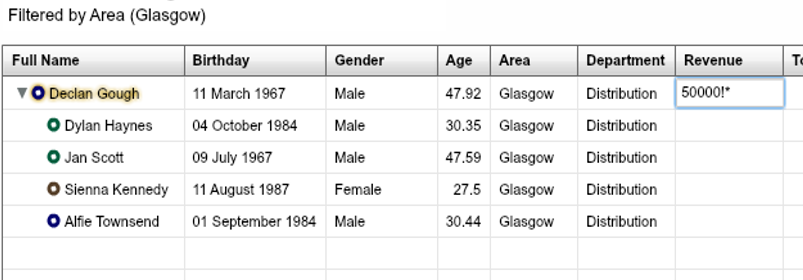 Filtered by Area (Glasgow)
Full Name Birthday Gender Age Area Department Revenue
Declan Gough 11 March 1967 Male 47.92 Glasgow Distribution 50000!*
Dylan Haynes 04 October 1984 Male 30.35 Glasgow Distribution
Jan Scott 09 July 1967 Male 47.59 Glasgow Distribution
Sienna Kennedy 11 August 1987 Female 27.5 Glasgow Distribution
Alfie Townsend 01 September 1984 Male 30.44 Glasgow Distribution